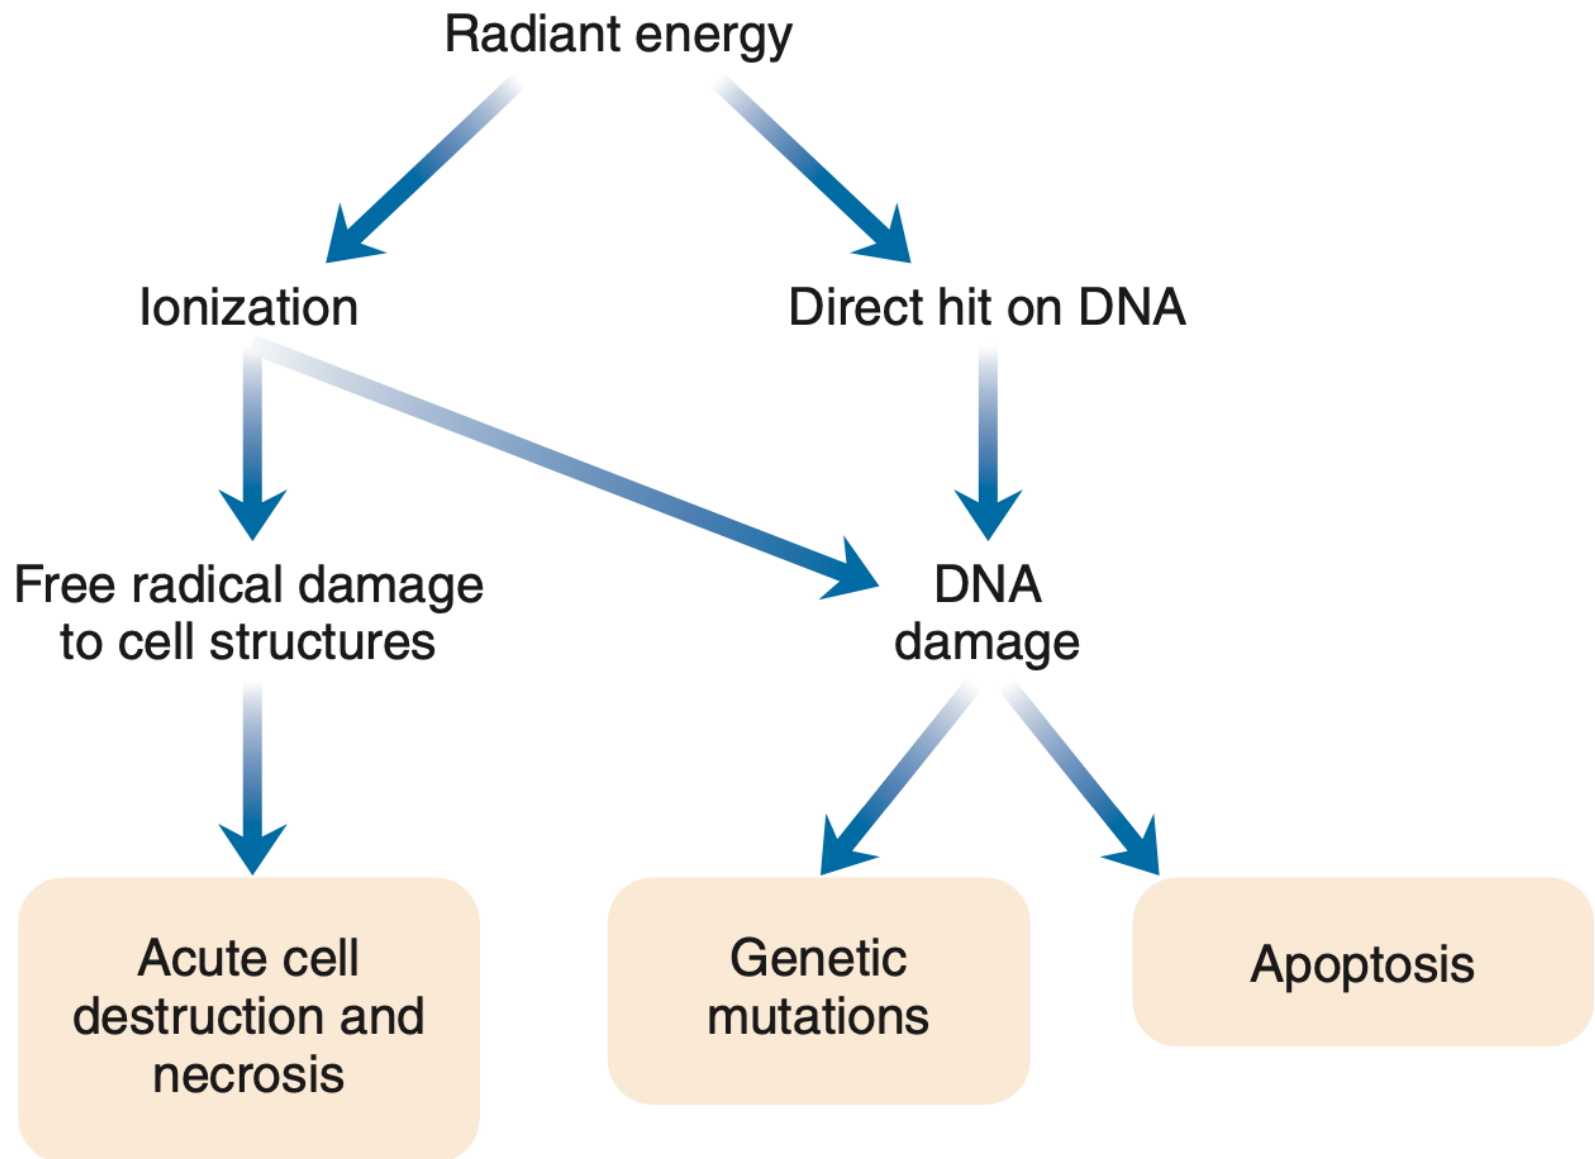 Radiant energy
Ionization
Direct hit on DNA
Free radical damage
to cell structures
DNA
damage
Acute cell
destruction and
necrosis
Genetic
mutations
Apoptosis